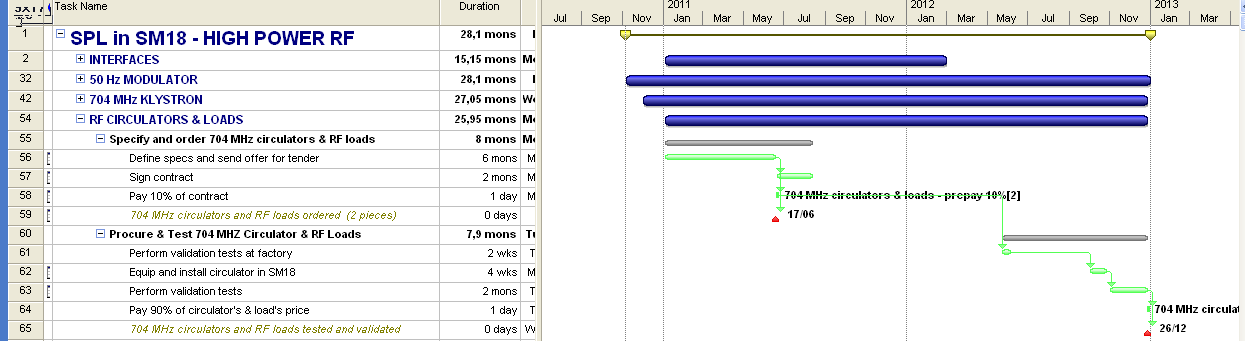 Task Name Duration 2011 2012 2013
Jul Sep Nov Jan Mar May Jul Sep Nov Jan Mar May Jul Sep Nov Jan Mar
1 SPL in SM18 - HIGH POWER RF 28,1 mons
2 INTERFACES 15,15 mons
32 50 Hz MODULATOR 28,1 mons
42 704 MHz KLYSTRON 27,05 mons
54 RF CIRCULATORS & LOADS 25,95 mons
55 Specify and order 704 MHz circulators & RF loads 8 mons
56 Define specs and send offer for tender 6 mons
57 Sign contract 2 mons
58 Pay 10% of contract 1 day 704 MHz circulators & loads - prepay 10%[2]
59 704 MHz circulators and RF loads ordered (2 pieces) 0 days 17/06
60 Procure & Test 704 MHZ Circulator & RF Loads 7,9 mons
61 Perform validation tests at factory 2 wks
62 Equip and install circulator in SM18 4 wks
63 Perform validation tests 2 mons
64 Pay 90% of circulator's & load's price 1 day 704 MHz circulat
65 704 MHz circulators and RF loads tested and validated 0 days 26/12